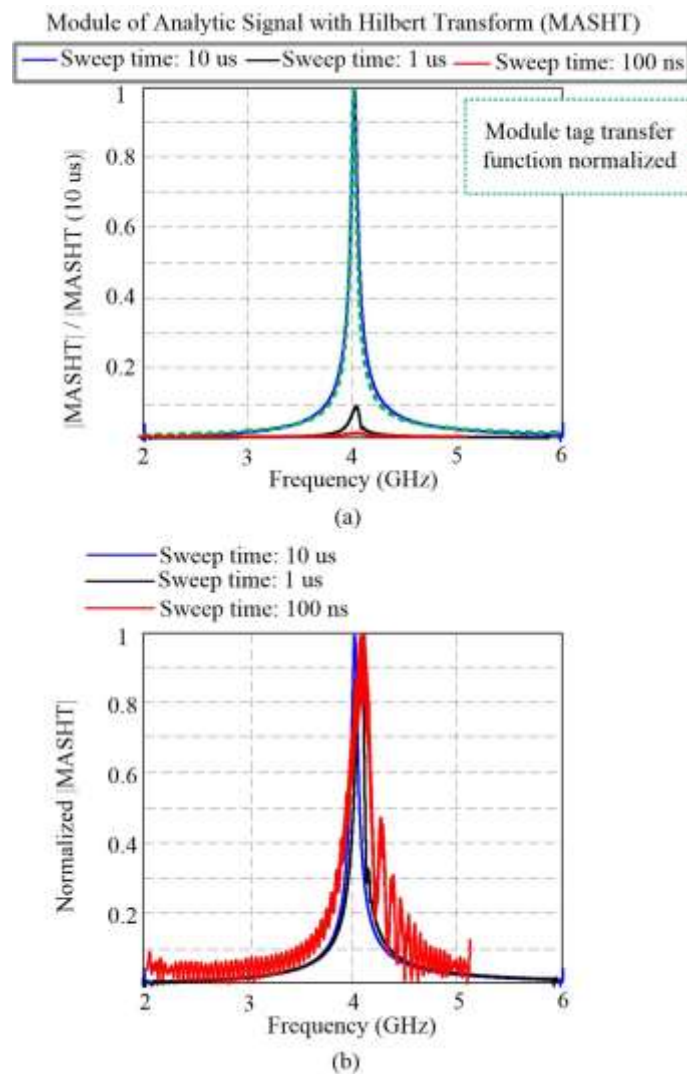 Module of Analytic Signal with Hilbert Transform (MASHT)
Sweep time: 10 us Sweep time: 1 us Sweep time: 100 ns
Module tag transfer
function normalized
|MASHT| / |MASHT (10 us)|
1
0.8
0.6
0.4
0.2
2 3 4 5 6
Frequency (GHz)
(a)
Sweep time: 10 us
Sweep time: 1 us
Sweep time: 100 ns
Normalized |MASHT|
1
0.8
0.6
0.4
0.2
2 3 4 5 6
Frequency (GHz)
(b)